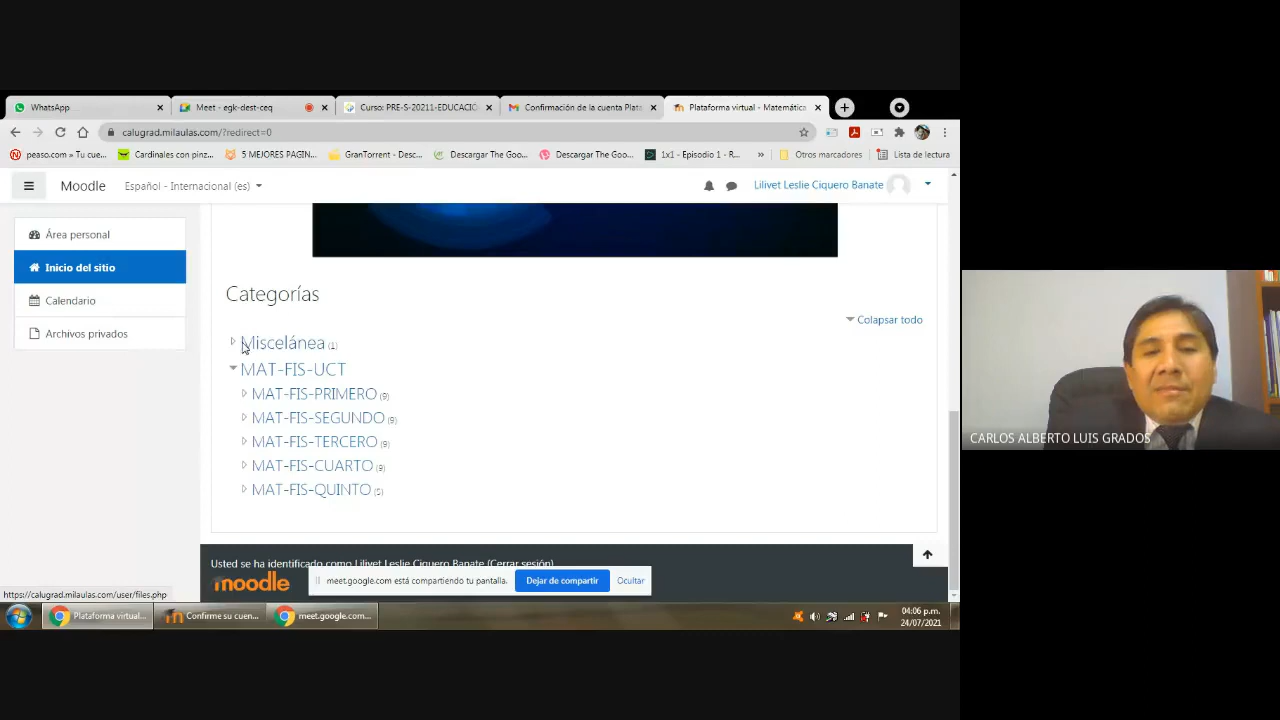 WhatsApp
Meet - egk-dest-ceq
Curso: PRE-S-20211-EDUCACIÓ
Confirmación de la cuenta Plata
Plataforma virtual - Matemática
calugrad.milaulas.com/?redirect=0
peaso.com » Tu cue...
Cardinales con pinz...
5 MEJORES PAGIN...
GranTorrent - Desc...
Descargar The Goo...
Descargar The Goo...
1x1 - Episodio 1 - R...
»
Otros marcadores
Lista de lectura
Moodle
Español - Internacional (es)
Lilivet Leslie Ciquero Banate
Área personal
Inicio del sitio
Calendario
Archivos privados
Categorías
Colapsar todo
Miscelánea (1)
MAT-FIS-UCT
MAT-FIS-PRIMERO (9)
MAT-FIS-SEGUNDO (9)
MAT-FIS-TERCERO (9)
MAT-FIS-CUARTO (9)
MAT-FIS-QUINTO (5)
CARLOS ALBERTO LUIS GRADOS
Usted se ha identificado como Lilivet Leslie Ciquero Banate (Cerrar sesión)
moodle
meet.google.com está compartiendo tu pantalla.
Dejar de compartir
Ocultar
https://calugrad.milaulas.com/user/files.php
Plataforma virtual...
Confirme su cuen...
meet.google.com...
04:06 p.m.
24/07/2021